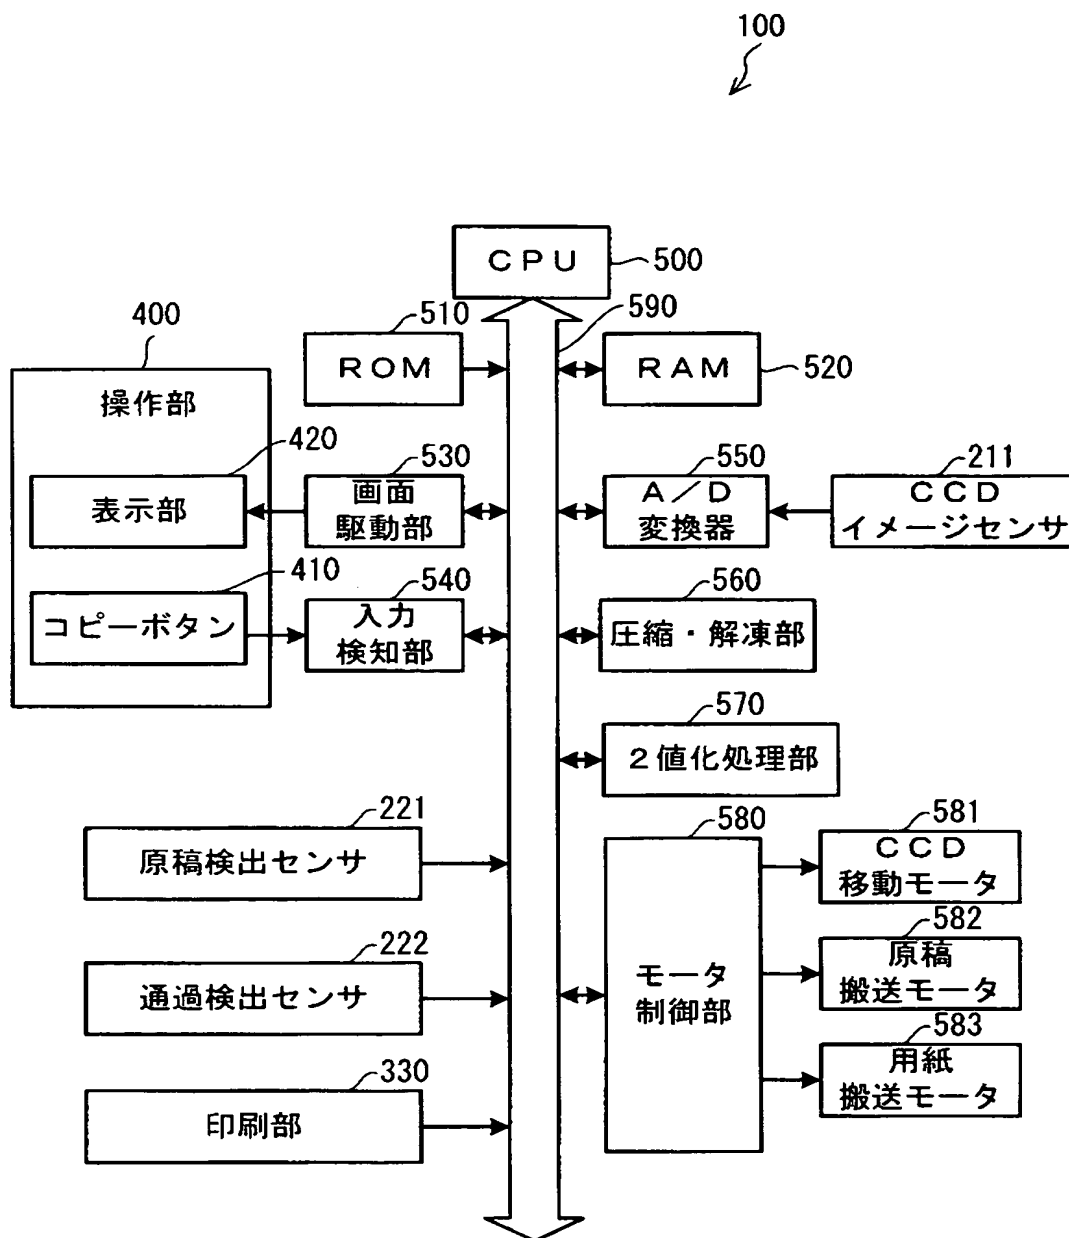 100
CPU
500
510
590
ROM
RAM
520
400
操作部
420
表示部
530
画面
駆動部
550
A/D
変換器
211
CCD
イメージセンサ
410
コピーボタン
540
入力
検知部
560
圧縮・解凍部
570
2値化処理部
221
原稿検出センサ
580
モータ
制御部
581
CCD
移動モータ
222
通過検出センサ
582
原稿
搬送モータ
330
印刷部
583
用紙
搬送モータ